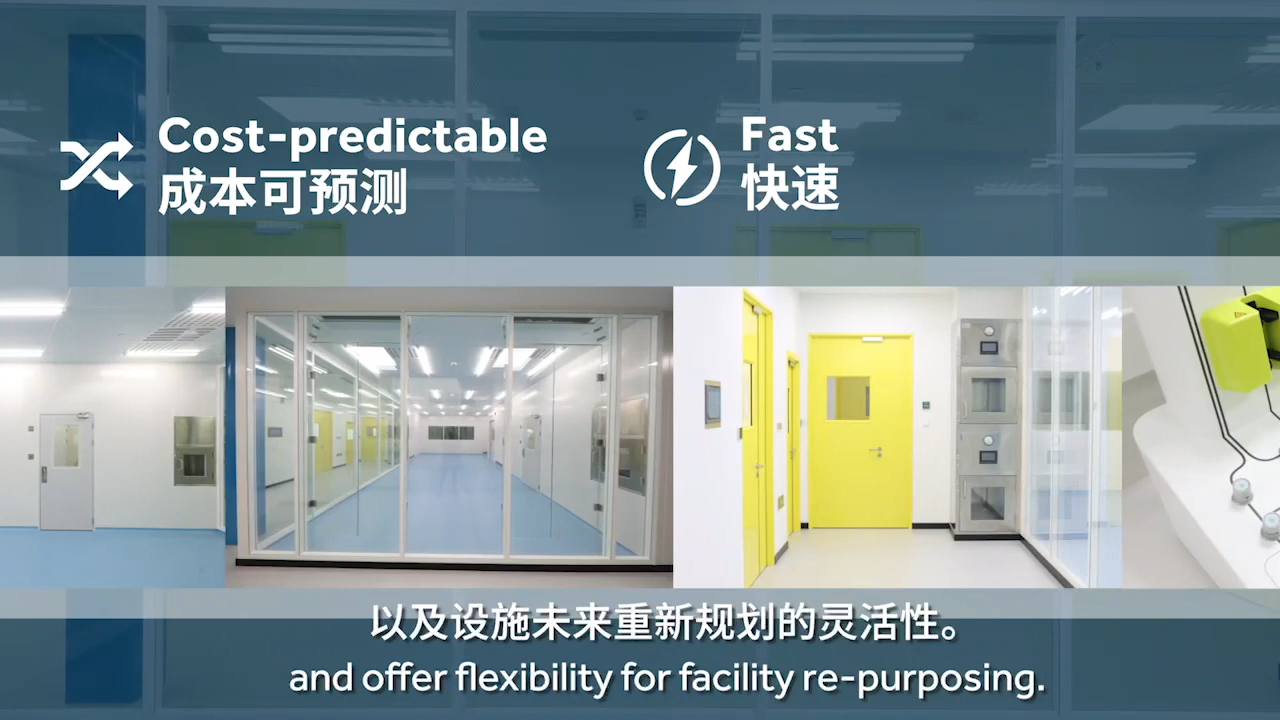 Cost-predictable
成本可预测
Fast
快速
以及设施未来重新规划的灵活性。
and offer flexibility for facility re-purposing.